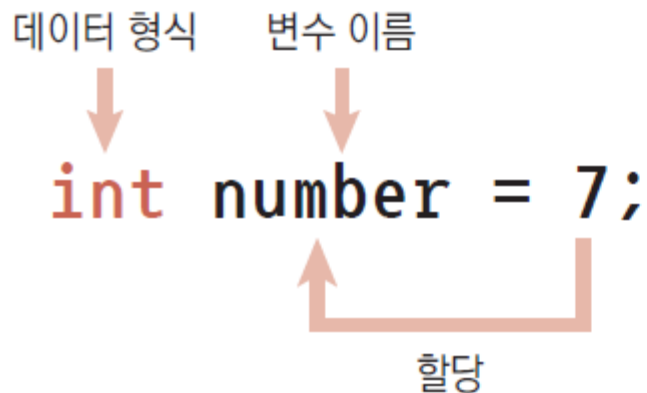 데이터 형식 변수 이름
int number = 7;
할당